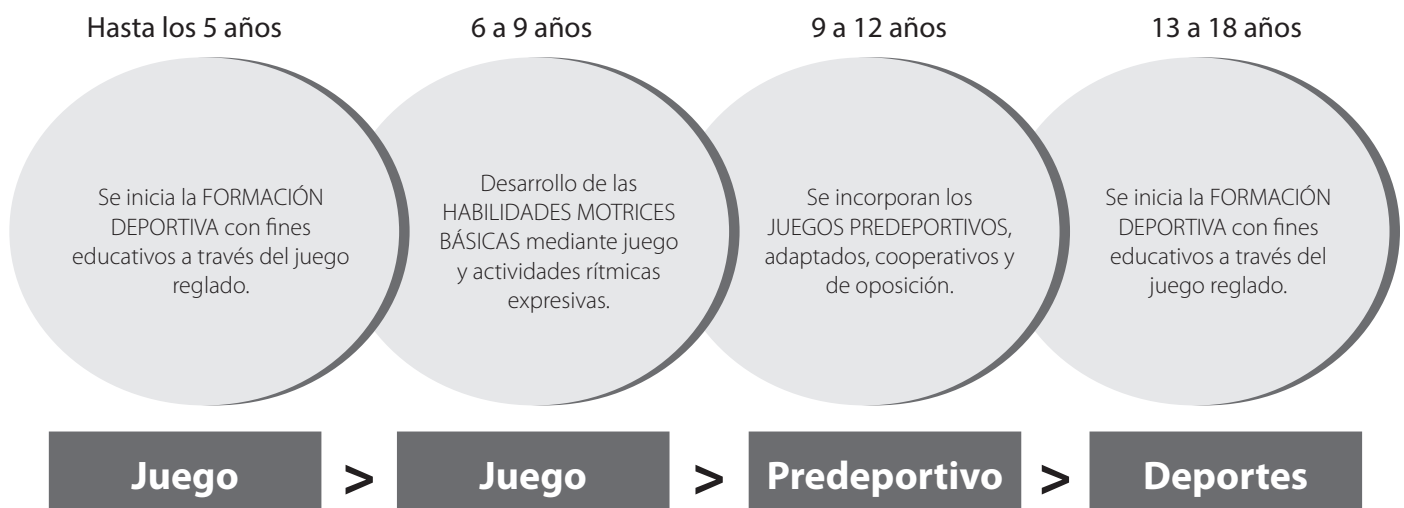 Hasta los 5 años
6 a 9 años
9 a 12 años
13 a 18 años
Se inicia la FORMACIÓN
DEPORTIVA con fines
educativos a través del juego
reglado.
Desarrollo de las
HABILIDADES MOTRICES
BÁSICAS mediante juego
y actividades rítmicas
expresivas.
Se incorporan los
JUEGOS PREDEPORTIVOS,
adaptados, cooperativos y
de oposición.
Se inicia la FORMACIÓN
DEPORTIVA con fines
educativos a través del
juego reglado.
Juego > Juego > Predeportivo > Deportes